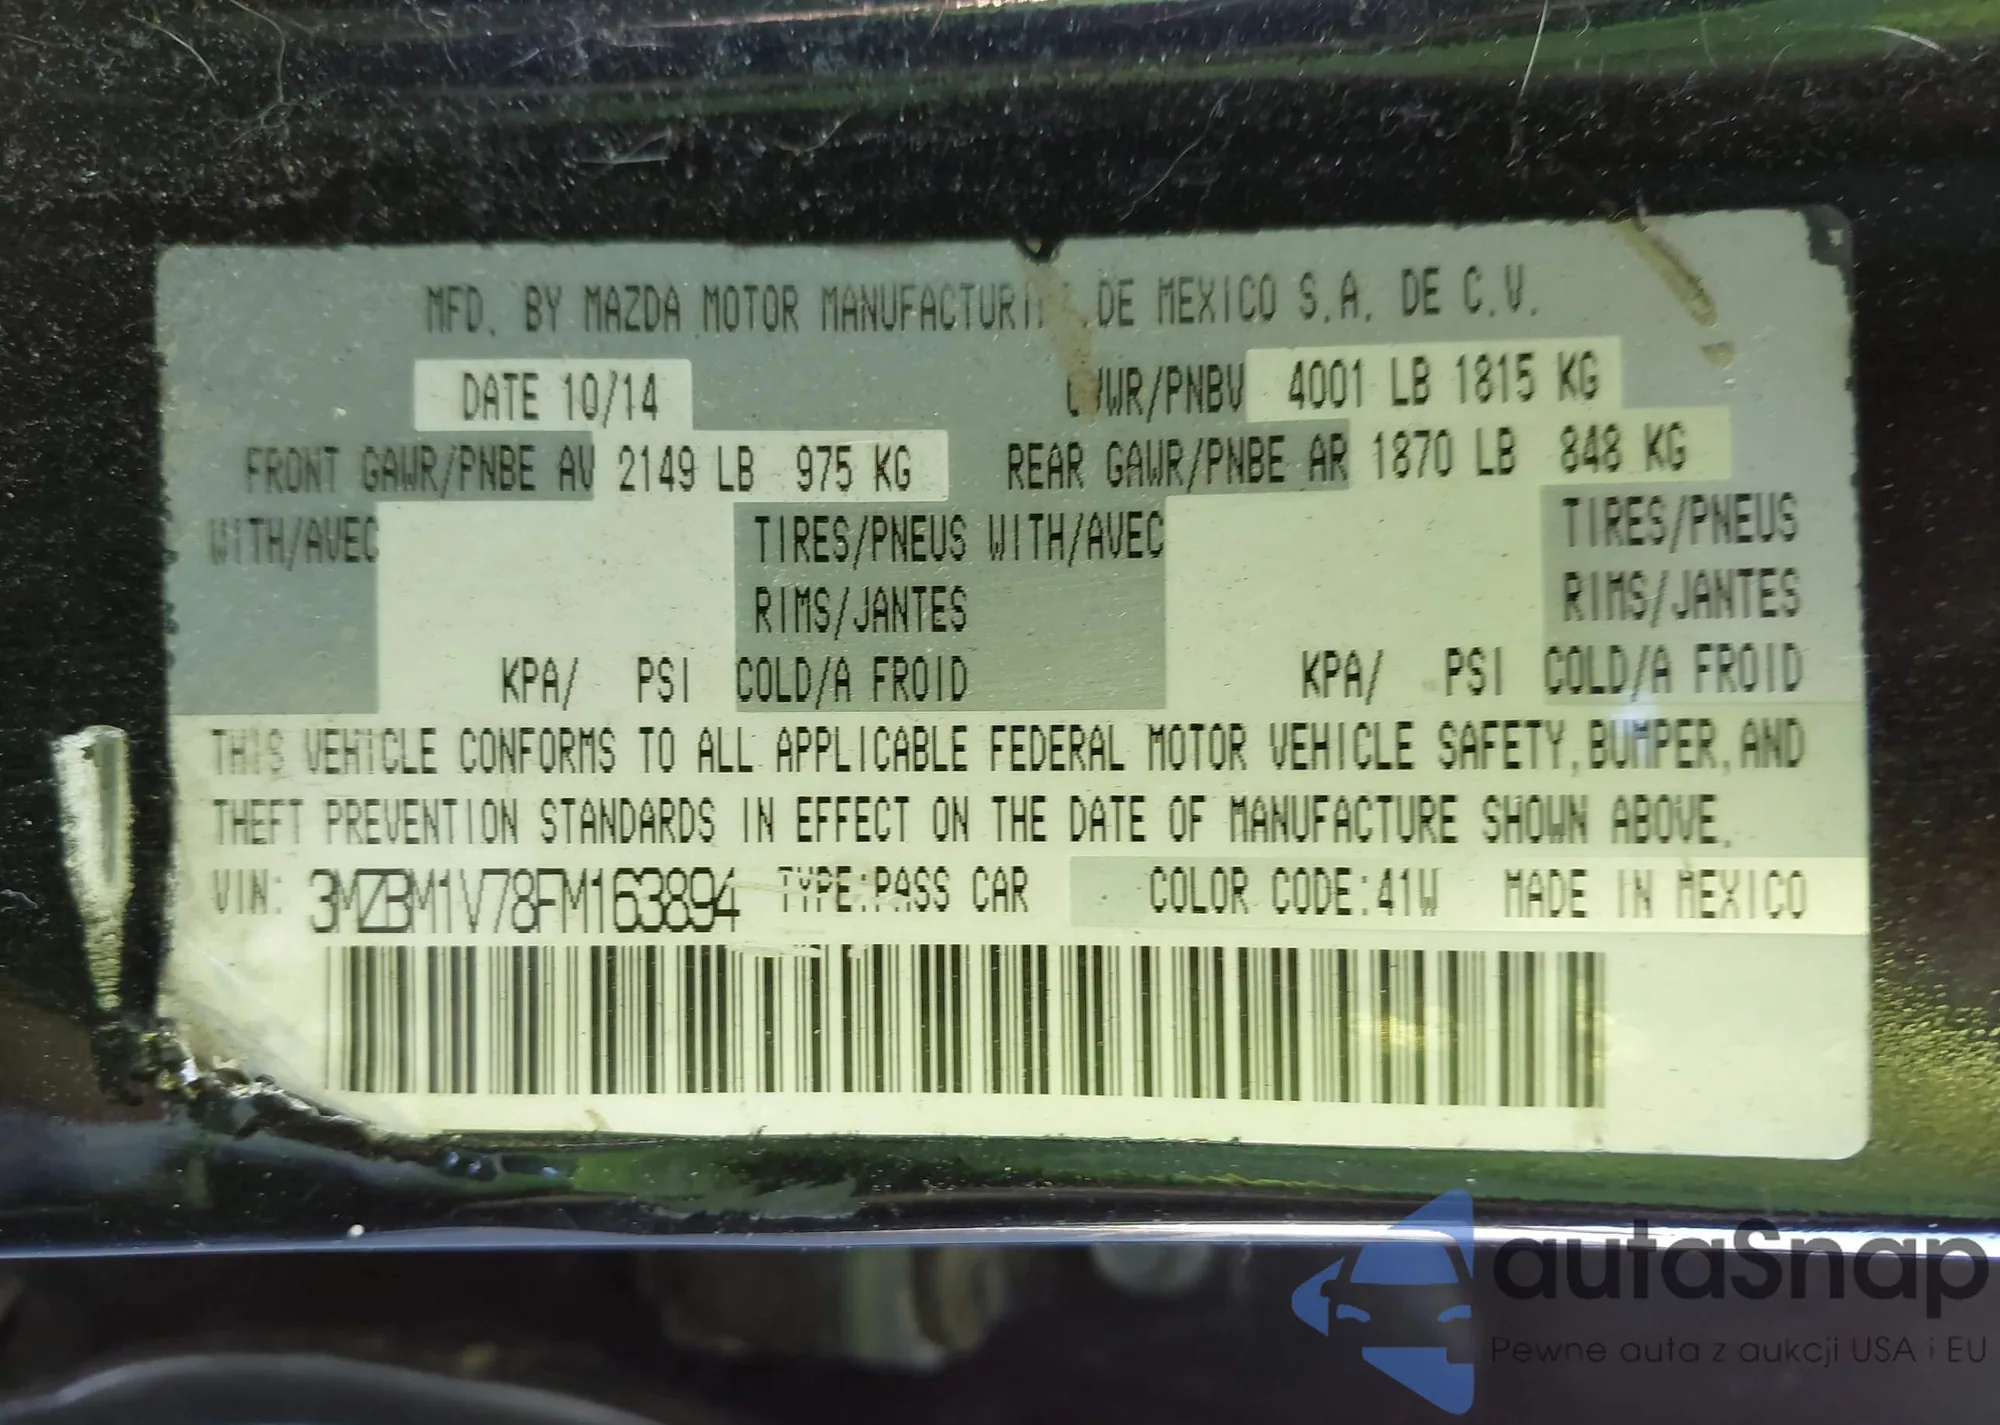 MFD. BY MAZDA MOTOR DE MEXICO S.A. DE C.V.
DATE 10/14 4001 LB 1815 KG
FRONT GAWR/PNBE AV 2149 LB 975 KG REAR GAWR/PNBE AR 1870 LB 848 KG
WITH/AVEC TIRES/PNEUS WITH/AVEC TIRES/PNEUS
RIMS/JANTES RIMS/JANTES
KPA/ PSI COLD/A FROID KPA/ PSI COLD/A FROID
THIS VEHICLE CONFORMS TO ALL APPLICABLE FEDERAL MOTOR VEHICLE SAFETY, BUMPER, AND
THEFT PREVENTION STANDARDS IN EFFECT ON THE DATE OF MANUFACTURE SHOWN ABOVE.
VIN: 3MZBM1V78FM163894 TYPE:PASS CAR COLOR CODE:41W MADE IN MEXICO
autaSnap
Pewne auta z aukcji USA i EU